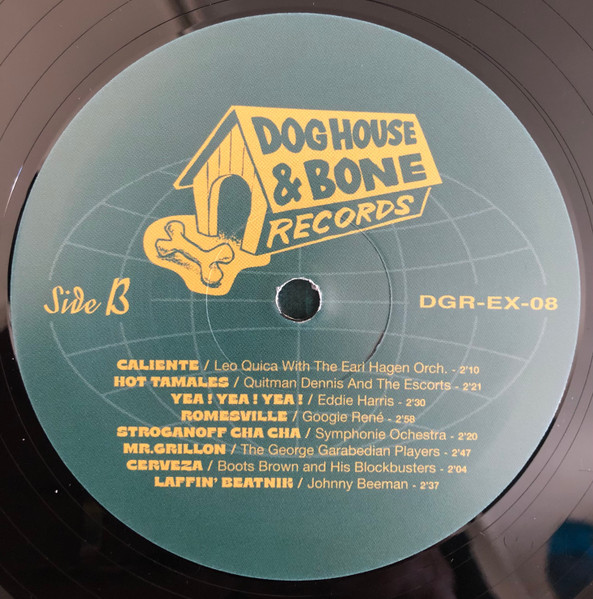 DOG HOUSE
& BONE
RECORDS
Side B
DGR-EX-08
CALIENTE / Leo Quica With The Earl Hagen Orch. - 2'10
HOT TAMALES / Quitman Dennis And The Escorts - 2'21
YEA! YEA! YEA! / Eddie Harris - 2'30
ROMESVILLE / Googie René - 2'58
STROGANOFF CHA CHA / Symphonie Ochestra - 2'20
MR.GRILLON / The George Garabedian Players - 2'47
CERVEZA / Boots Brown and His Blockbusters - 2'04
LAFFIN' BEATNIK / Johnny Beeman - 2'37